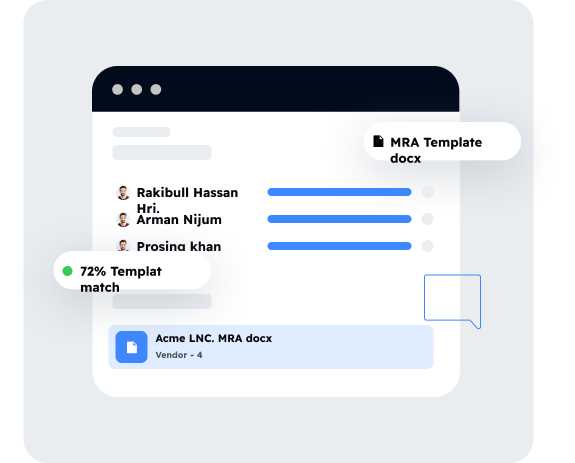 MRA Template
docx
Rakibull Hassan
Hri.
Arman Nijum
Prosing khan
72% Templat
match
Acme LNC. MRA docx
Vendor - 4